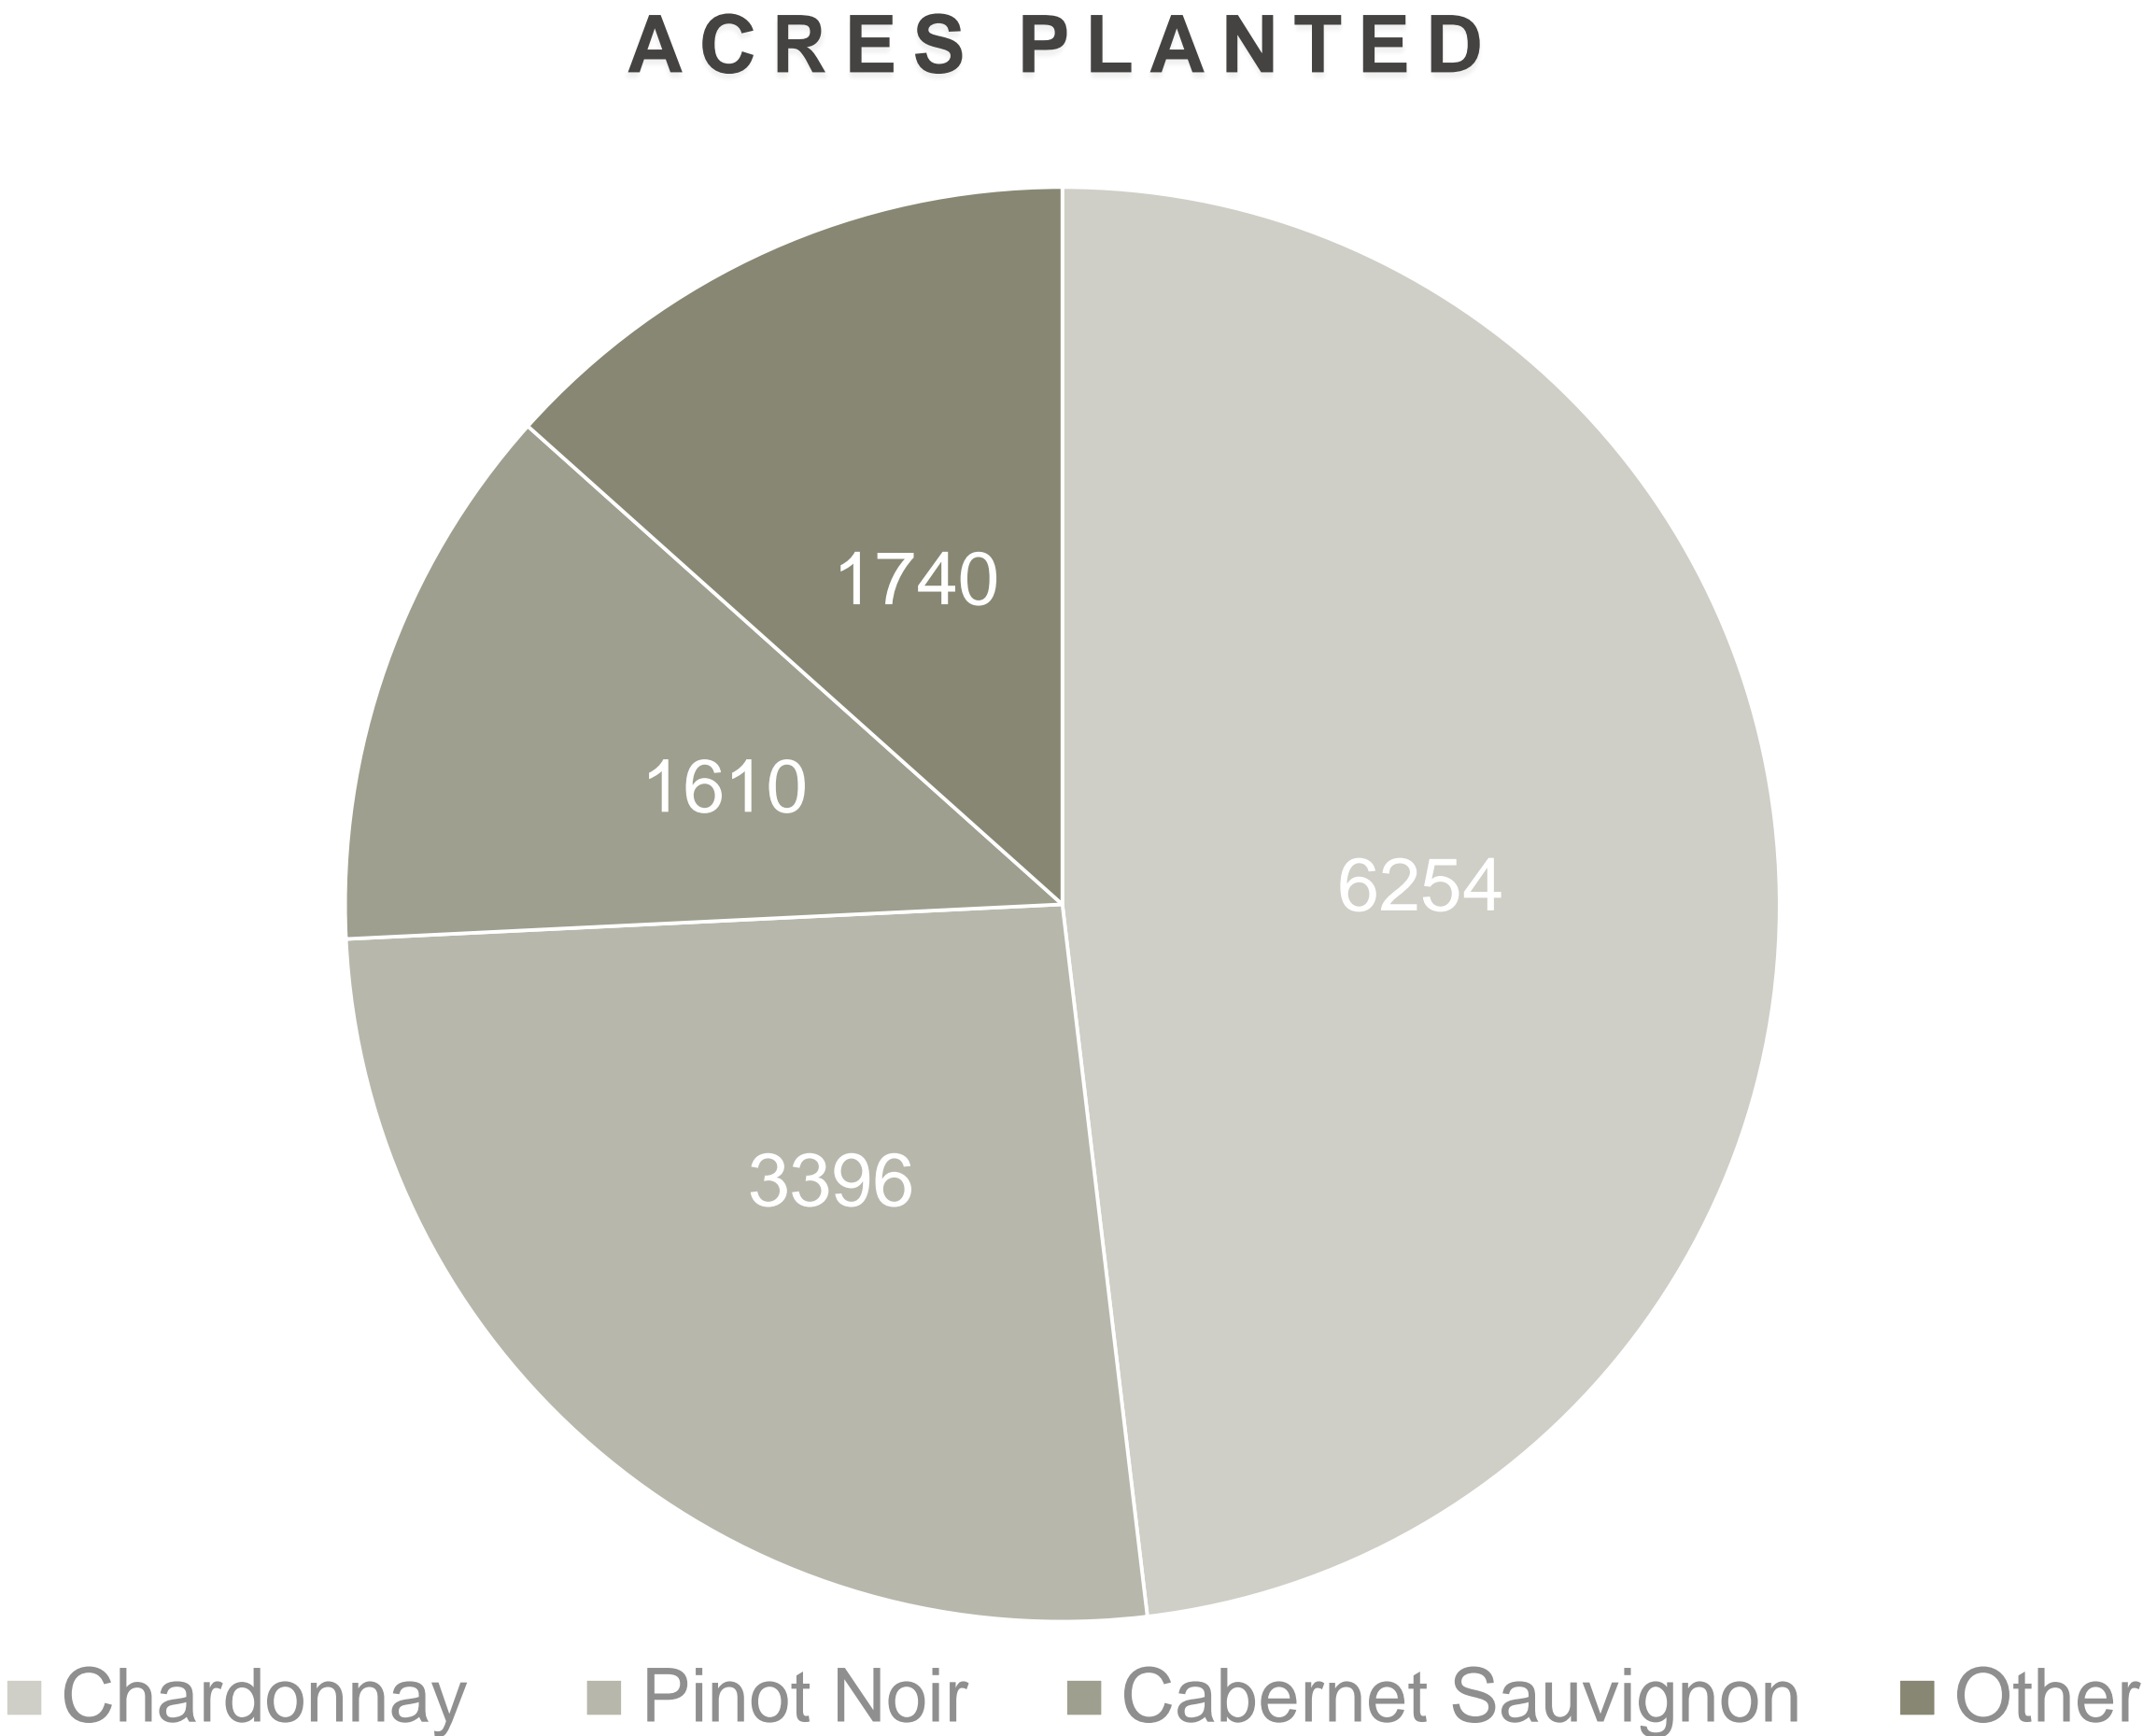 ACRES PLANTED
1740
1610
6254
3396
Chardonnay Pinot Noir Cabernet Sauvignon Other